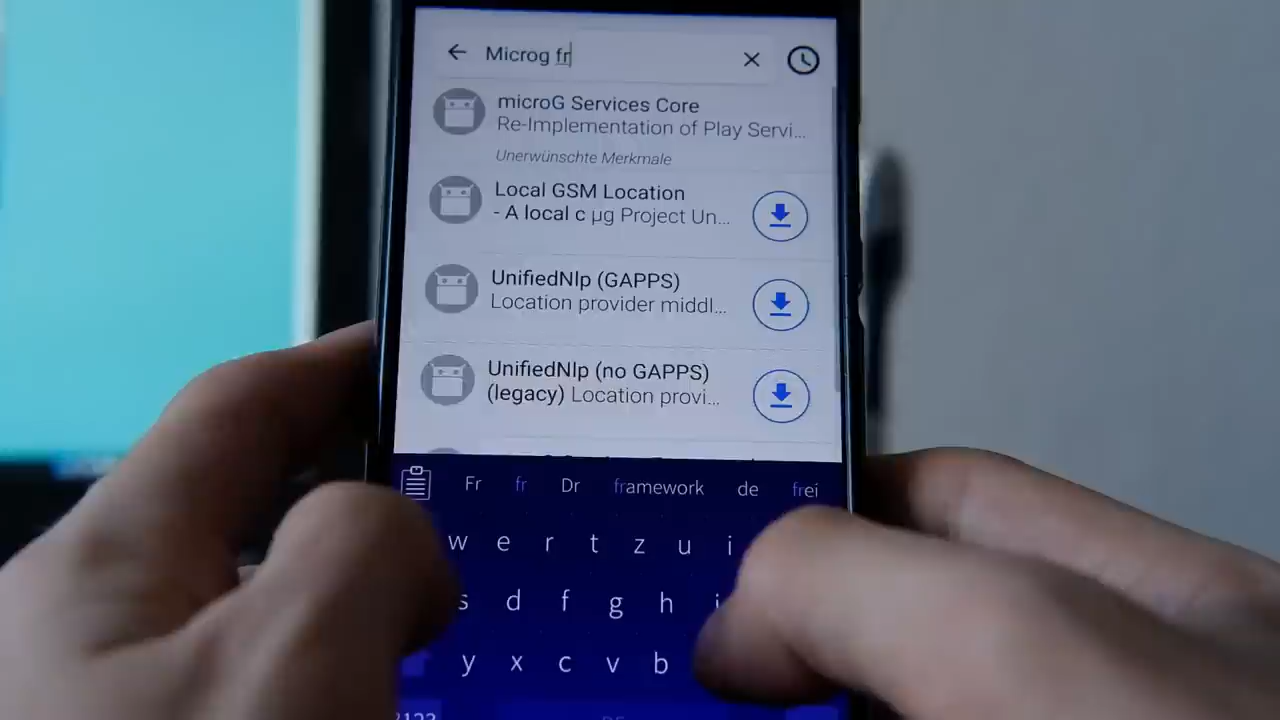 Microg fr
microG Services Core
Re-Implementation of Play Servi...
Unerwünschte Merkmale
Local GSM Location
- A local c µg Project Un...
UnifiedNlp (GAPPS)
Location provider middl...
UnifiedNlp (no GAPPS)
(legacy) Location provi...
Fr fr Dr framework de frei
w e r t z u i
s d f g h j
y x c v b